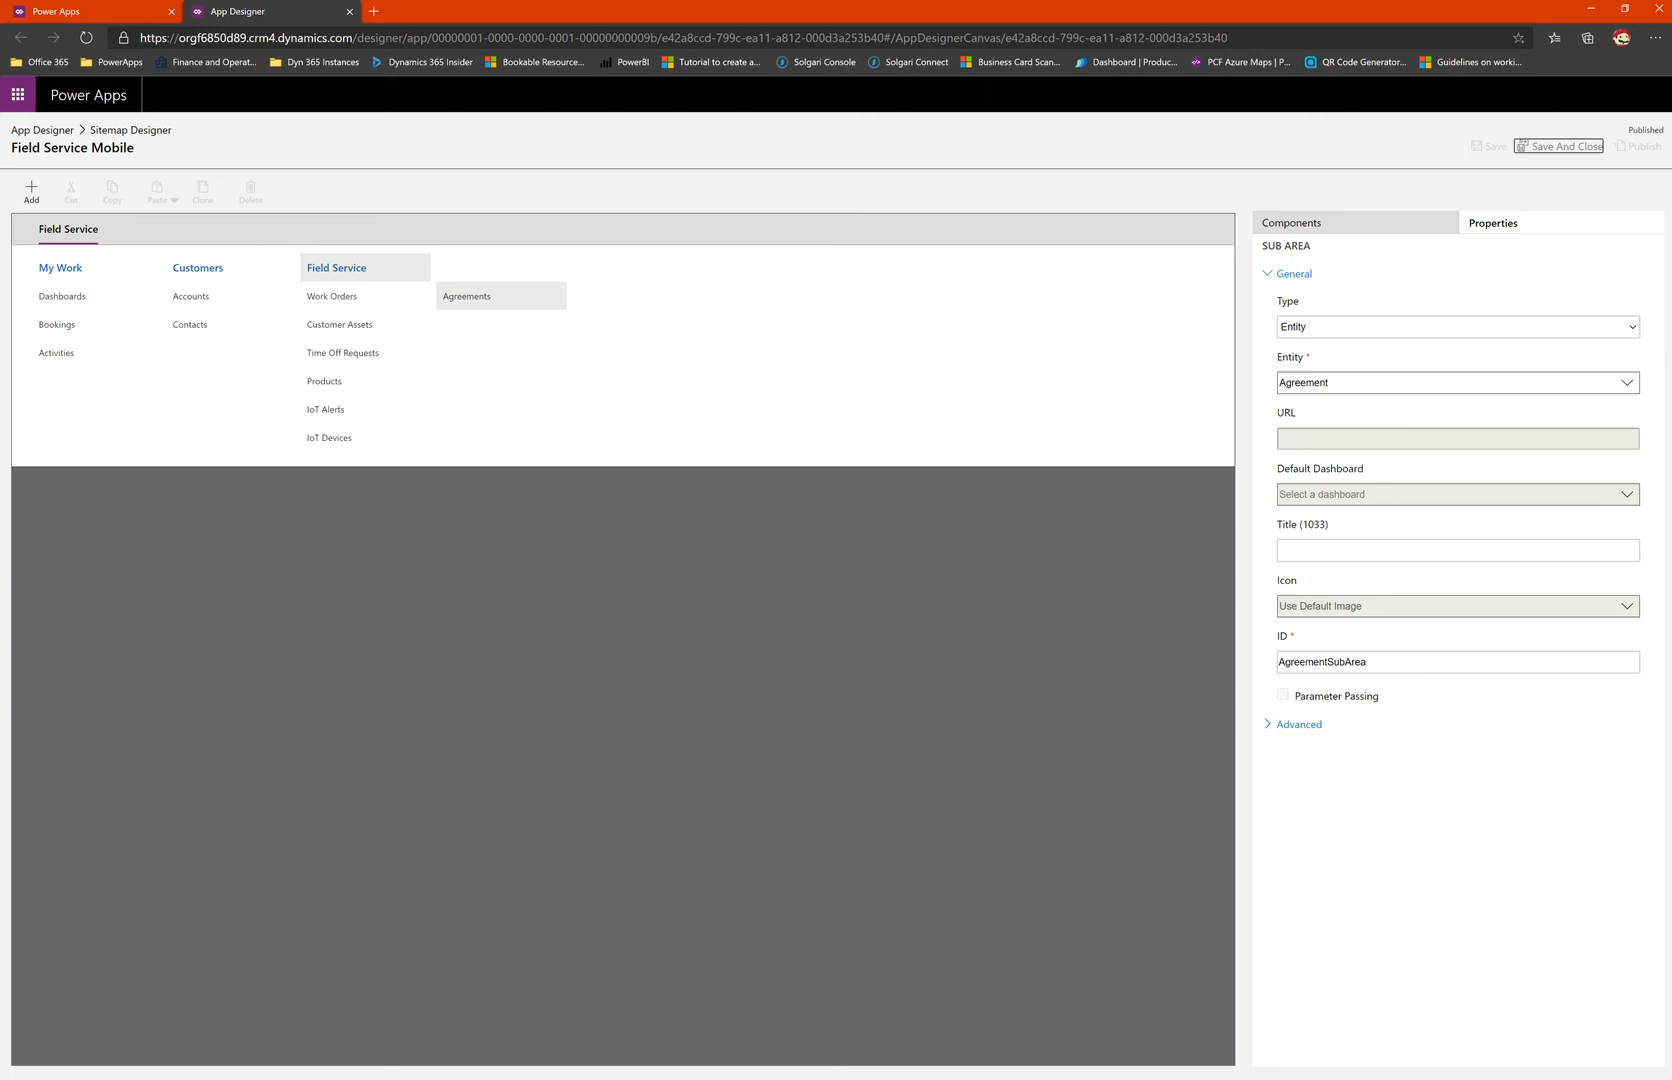 Power Apps
App Designer
https://orgf6850d89.crm4.dynamics.com/designer/app/00000001-0000-0000-0001-00000000009b/e42a8ccd-799c-ea11-a812-000d3a253b40#/AppDesignerCanvas/e42a8ccd-799c-ea11-a812-000d3a253b40
Office 365 PowerApps Finance and Operat... Dyn 365 Instances Dynamics 365 Insider Bookable Resource... PowerBI Tutorial to create a... Solgari Console Solgari Connect Business Card Scan... Dashboard | Produc... PCF Azure Maps | P... QR Code Generator... Guidelines on worki...
Power Apps
App Designer > Sitemap Designer
Published
Field Service Mobile
Save Save And Close Publish
Add Cut Copy Paste Clone Delete
Field Service
My Work
Dashboards
Bookings
Activities
Customers
Accounts
Contacts
Field Service
Work Orders
Customer Assets
Time Off Requests
Products
IoT Alerts
IoT Devices
Agreements
Components
Properties
SUB AREA
General
Type
Entity
Entity *
Agreement
URL
Default Dashboard
Select a dashboard
Title (1033)
Icon
Use Default Image
ID *
AgreementSubArea
Parameter Passing
Advanced